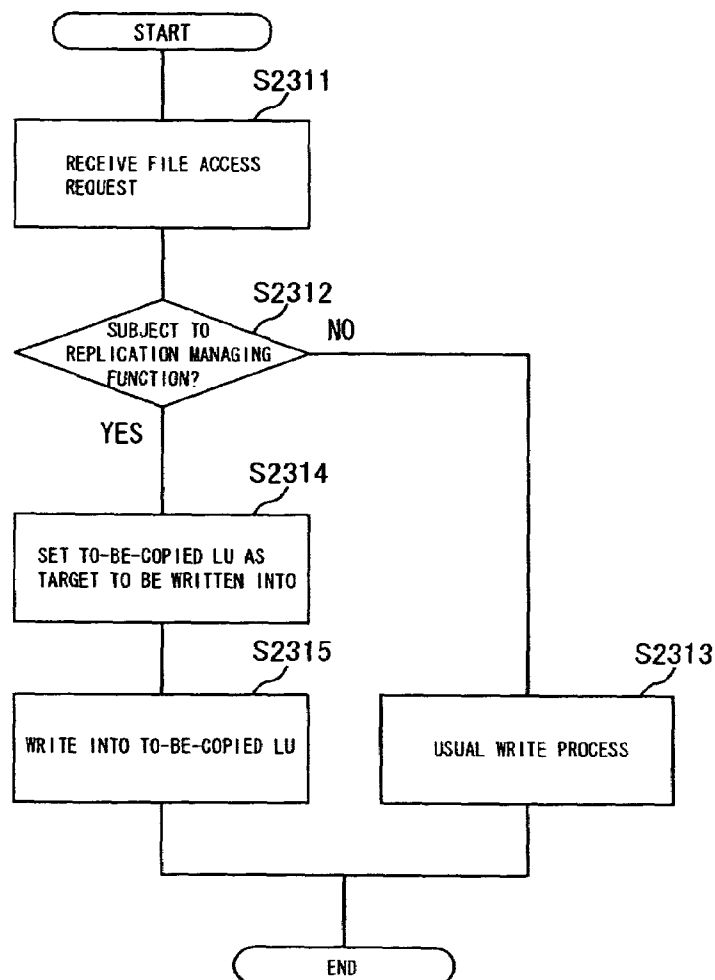 START
S2311
RECEIVE FILE ACCESS
REQUEST
S2312
SUBJECT TO
REPLICATION MANAGING
FUNCTION?
NO
YES
S2314
SET TO-BE-COPIED LU AS
TARGET TO BE WRITTEN INTO
S2315
WRITE INTO TO-BE-COPIED LU
S2313
USUAL WRITE PROCESS
END